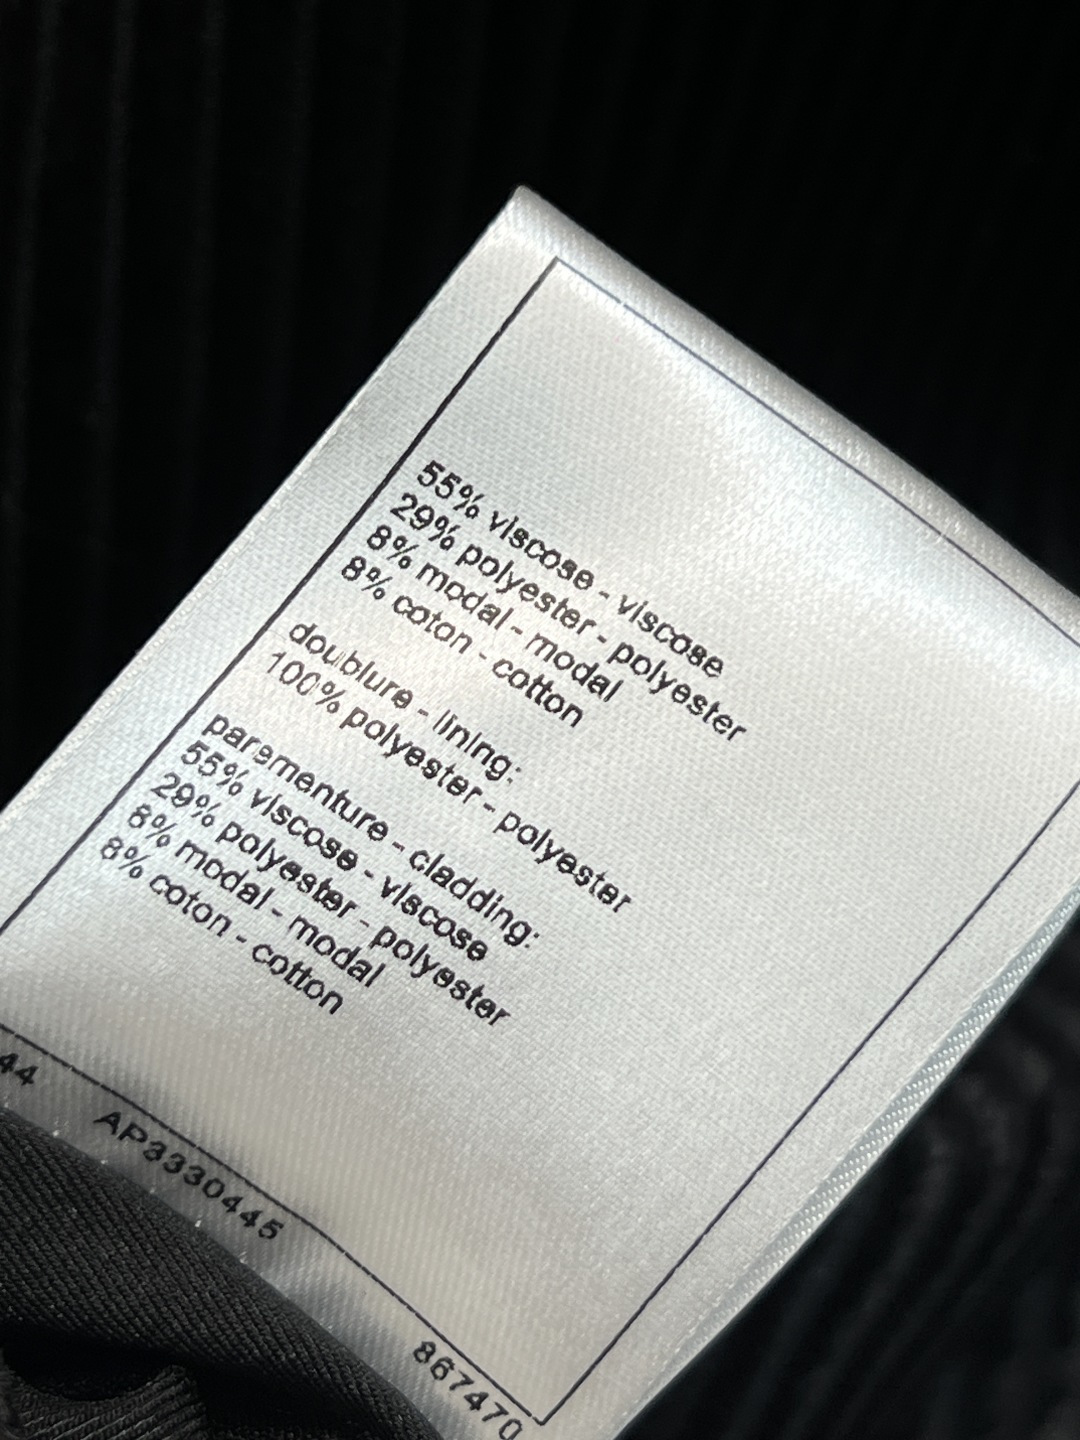 55% viscose - viscose
29% polyester - polyester
8% modal - modal
8% coton - cotton
doublure - lining:
100% polyester - polyester
parementure - cladding:
55% viscose - viscose
29% polyester - polyester
8% modal - modal
8% coton - cotton
44 AP3330445 867470